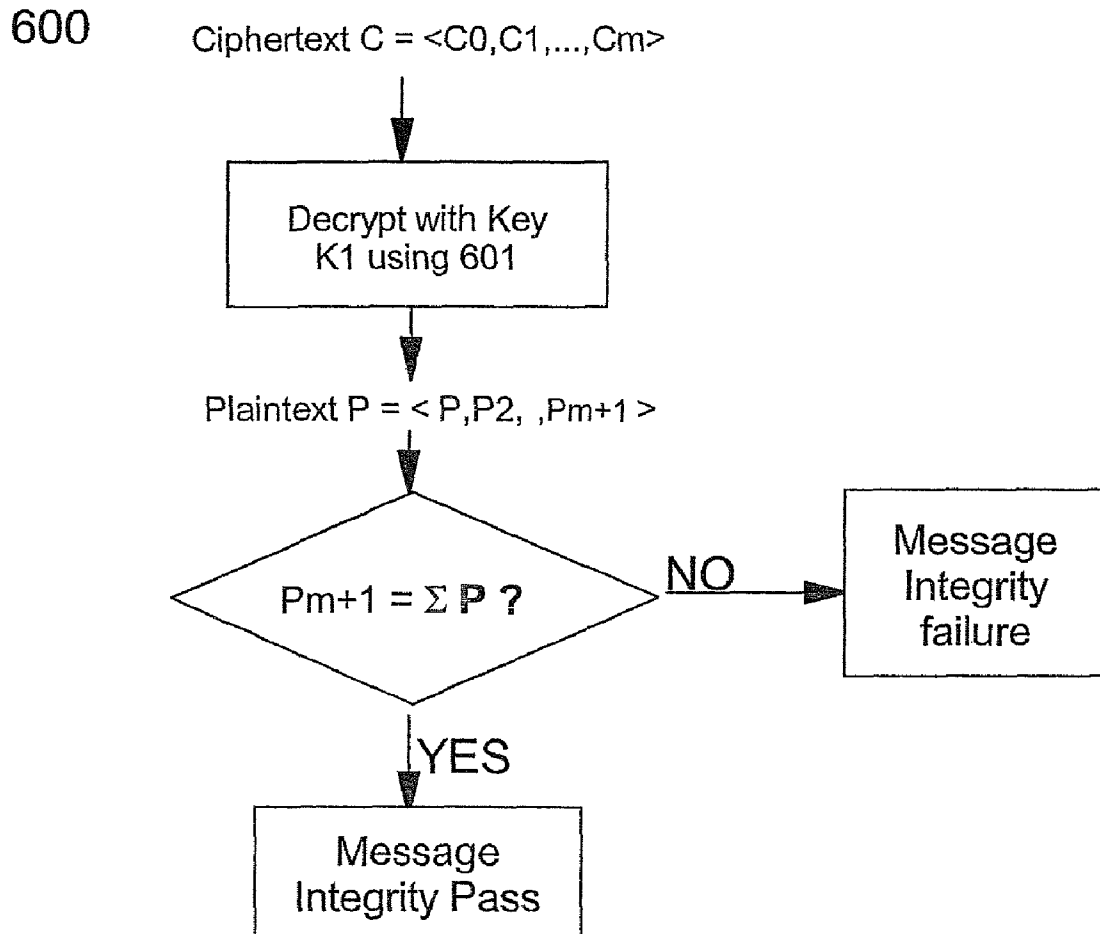 600
Ciphertext C = <C0,C1,...,Cm>
Decrypt with Key
K1 using 601
Plaintext P = < P,P2, ,Pm+1 >
Pm+1 = Σ P ?
NO
Message
Integrity
failure
YES
Message
Integrity Pass